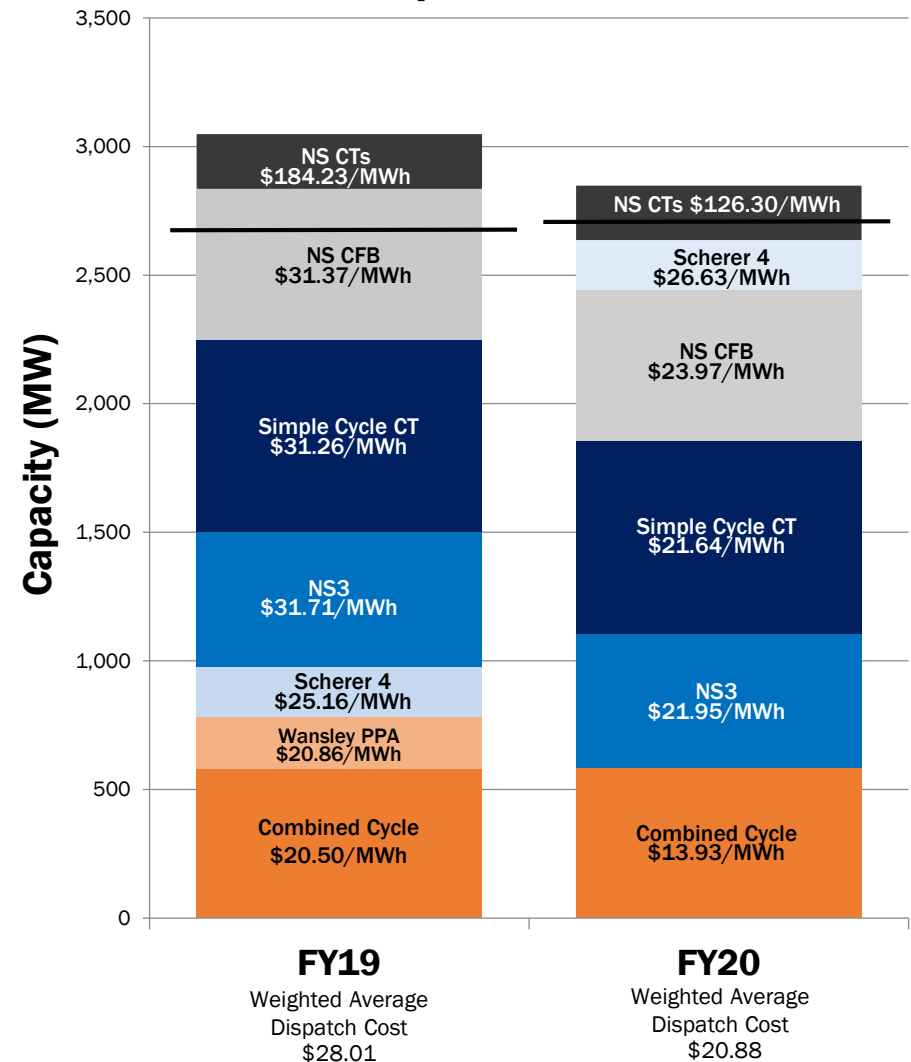 3,500
3,000
2,500
2,000
1,500
1,000
500
0
Capacity (MW)
NS CTs
$184.23/MWh
NS CFB
$31.37/MWh
Simple Cycle CT
$31.26/MWh
NS3
$31.71/MWh
Scherer 4
$25.16/MWh
Wansley PPA
$20.86/MWh
Combined Cycle
$20.50/MWh
NS CTs $126.30/MWh
Scherer 4
$26.63/MWh
NS CFB
$23.97/MWh
Simple Cycle CT
$21.64/MWh
NS3
$21.95/MWh
Combined Cycle
$13.93/MWh
FY19
Weighted Average
Dispatch Cost
$28.01
FY20
Weighted Average
Dispatch Cost
$20.88